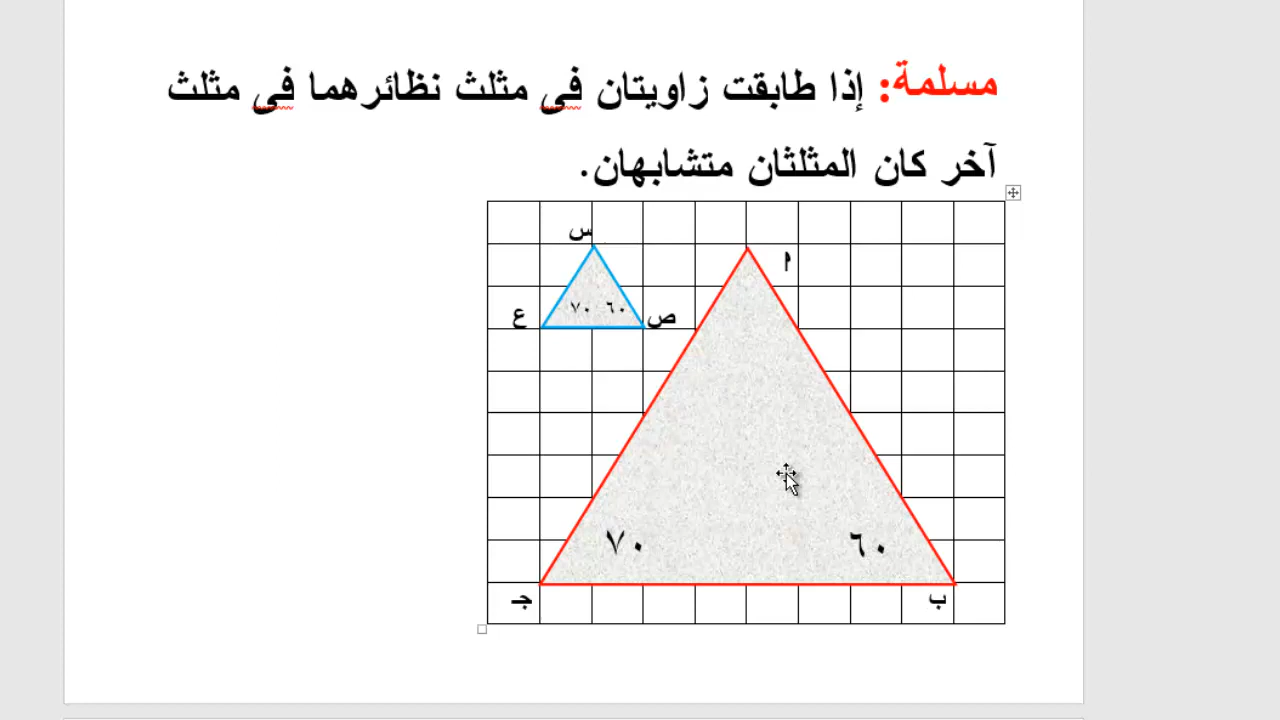 مسلمة: إذا طابقت زاويتان فى مثلث نظائرهما فى مثلث
آخر كان المثلثان متشابهان.
س
ا
٧٠ ٦٠
ع
ص
٧٠
٦٠
جـ
ب